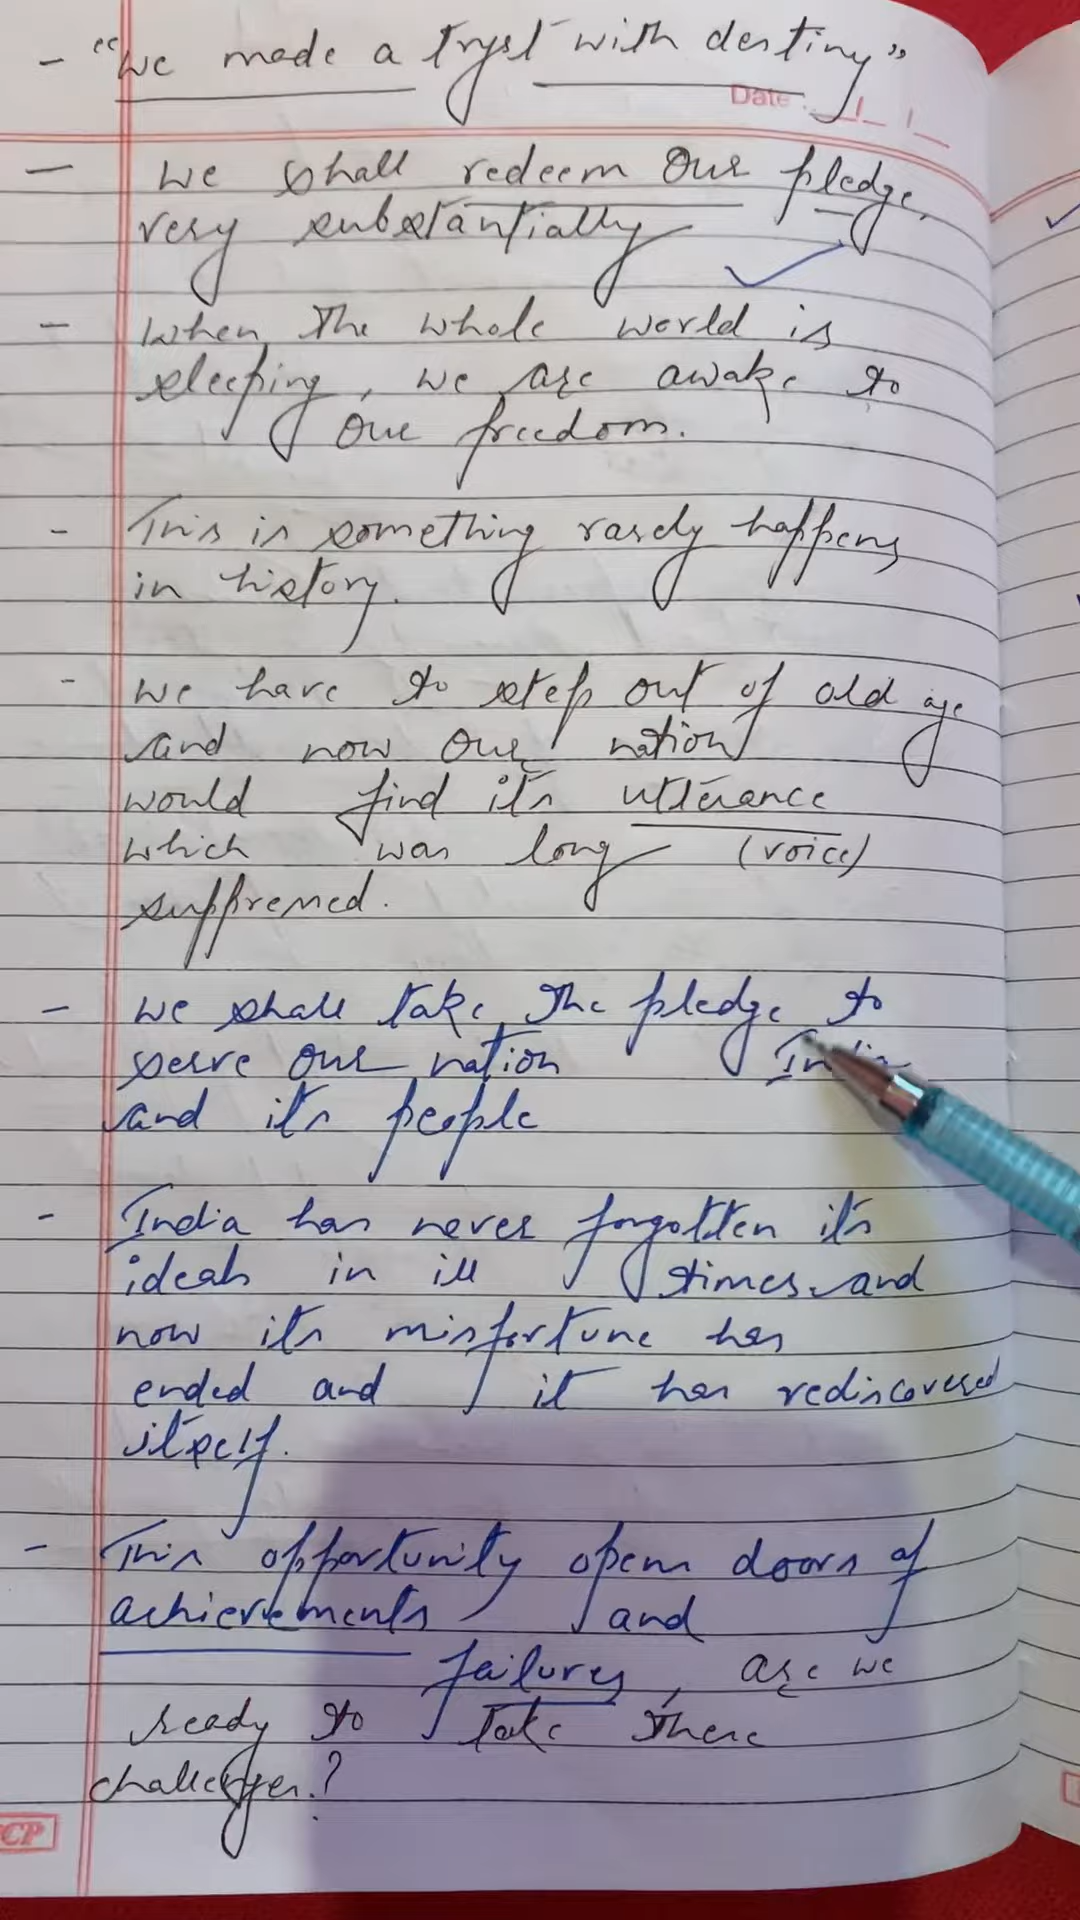 - "We made a tryst with destiny"
Date :
- We shall redeem our pledge,
very substantially
- When the whole world is
sleeping, we are awake to
our freedom.
- This is something rarely happens
in history.
- We have to step out of old age
and now our nation
would find its utterance
which was long (voice)
suppressed.
- We shall take the pledge to
serve our nation India
and its people
- India has never forgotten its
ideals in ill times and
now its misfortune has
ended and it has rediscovered
itself.
- This opportunity opens doors of
achievements and
failures, are we
ready to take these
challenges?
CP